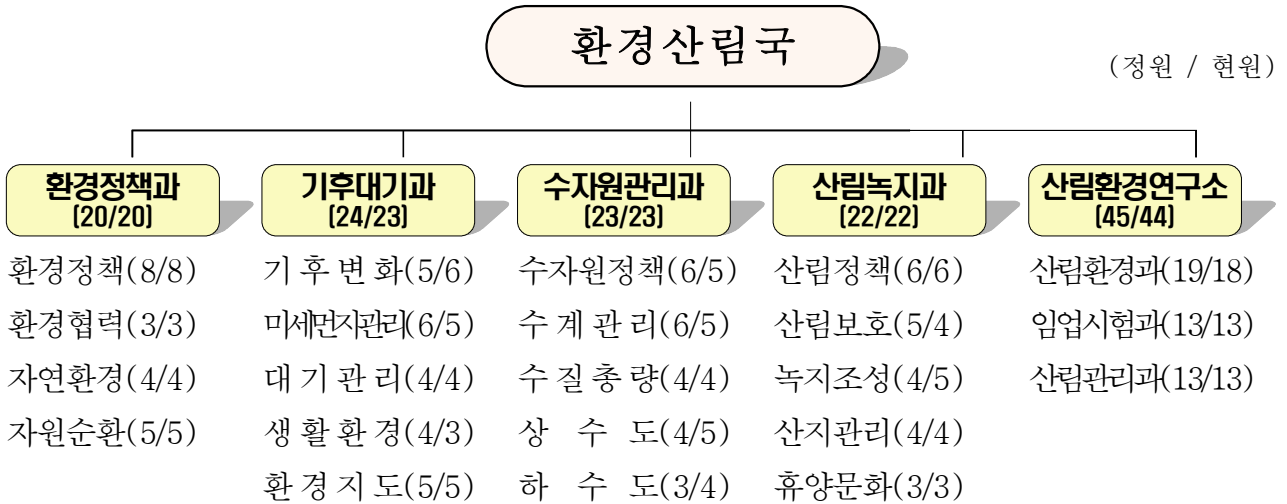 환경산림국
(정원 / 현원)
환경정책과
(20/20)
환경정책(8/8)
환경협력(3/3)
자연환경(4/4)
자원순환(5/5)
기후대기과
(24/23)
기 후 변 화(5/6)
미세먼지관리(6/5)
대 기 관 리(4/4)
생 활 환 경(4/3)
환 경 지 도(5/5)
수자원관리과
(23/23)
수자원정책(6/5)
수 계 관 리(6/5)
수 질 총 량(4/4)
상 수 도(4/5)
하 수 도(3/4)
산림녹지과
(22/22)
산림정책(6/6)
산림보호(5/4)
녹지조성(4/5)
산지관리(4/4)
휴양문화(3/3)
산림환경연구소
(45/44)
산림환경과(19/18)
임업시험과(13/13)
산림관리과(13/13)